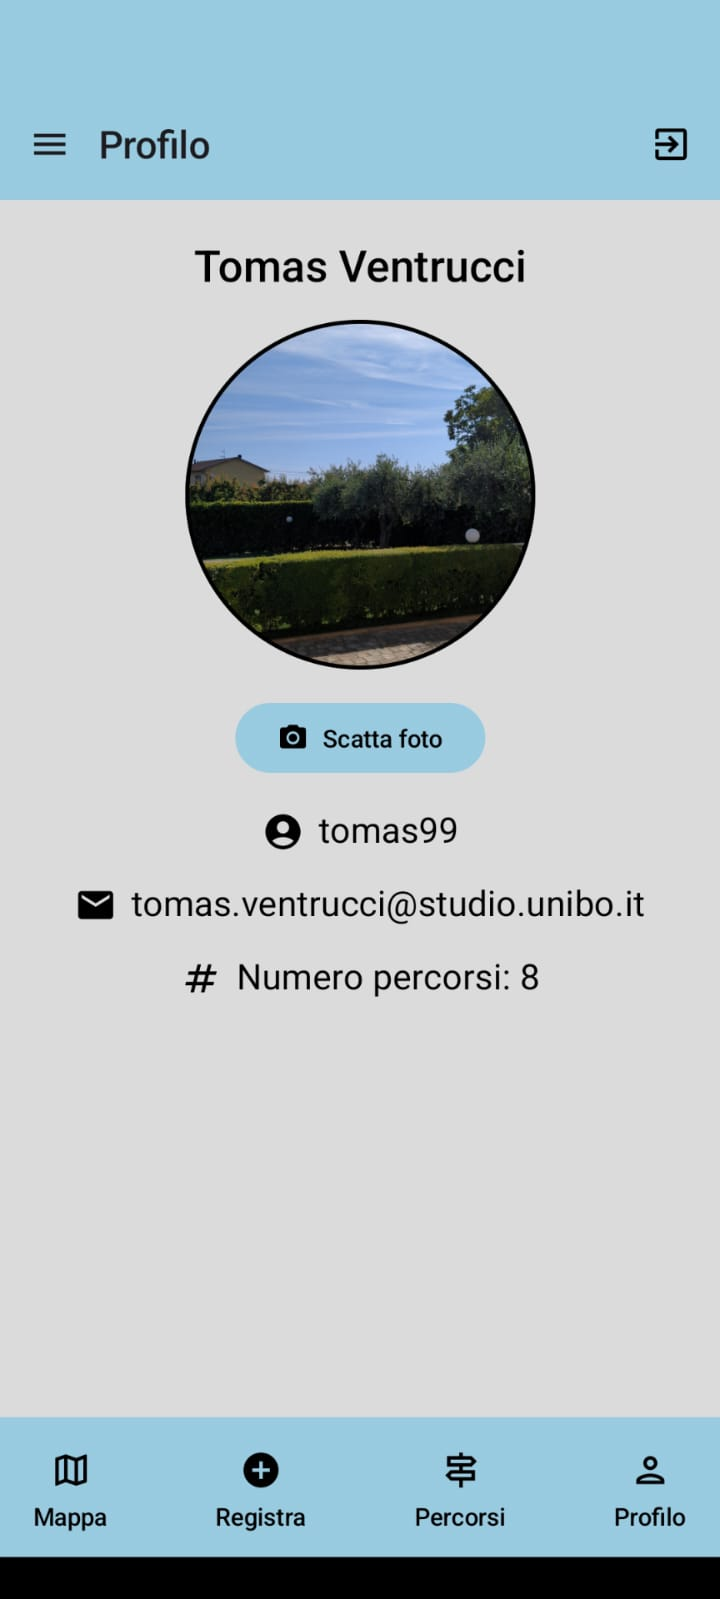 Profilo
Tomas Ventrucci
Scatta foto
tomas99
tomas.ventrucci@studio.unibo.it
# Numero percorsi: 8
Mappa Registra Percorsi Profilo